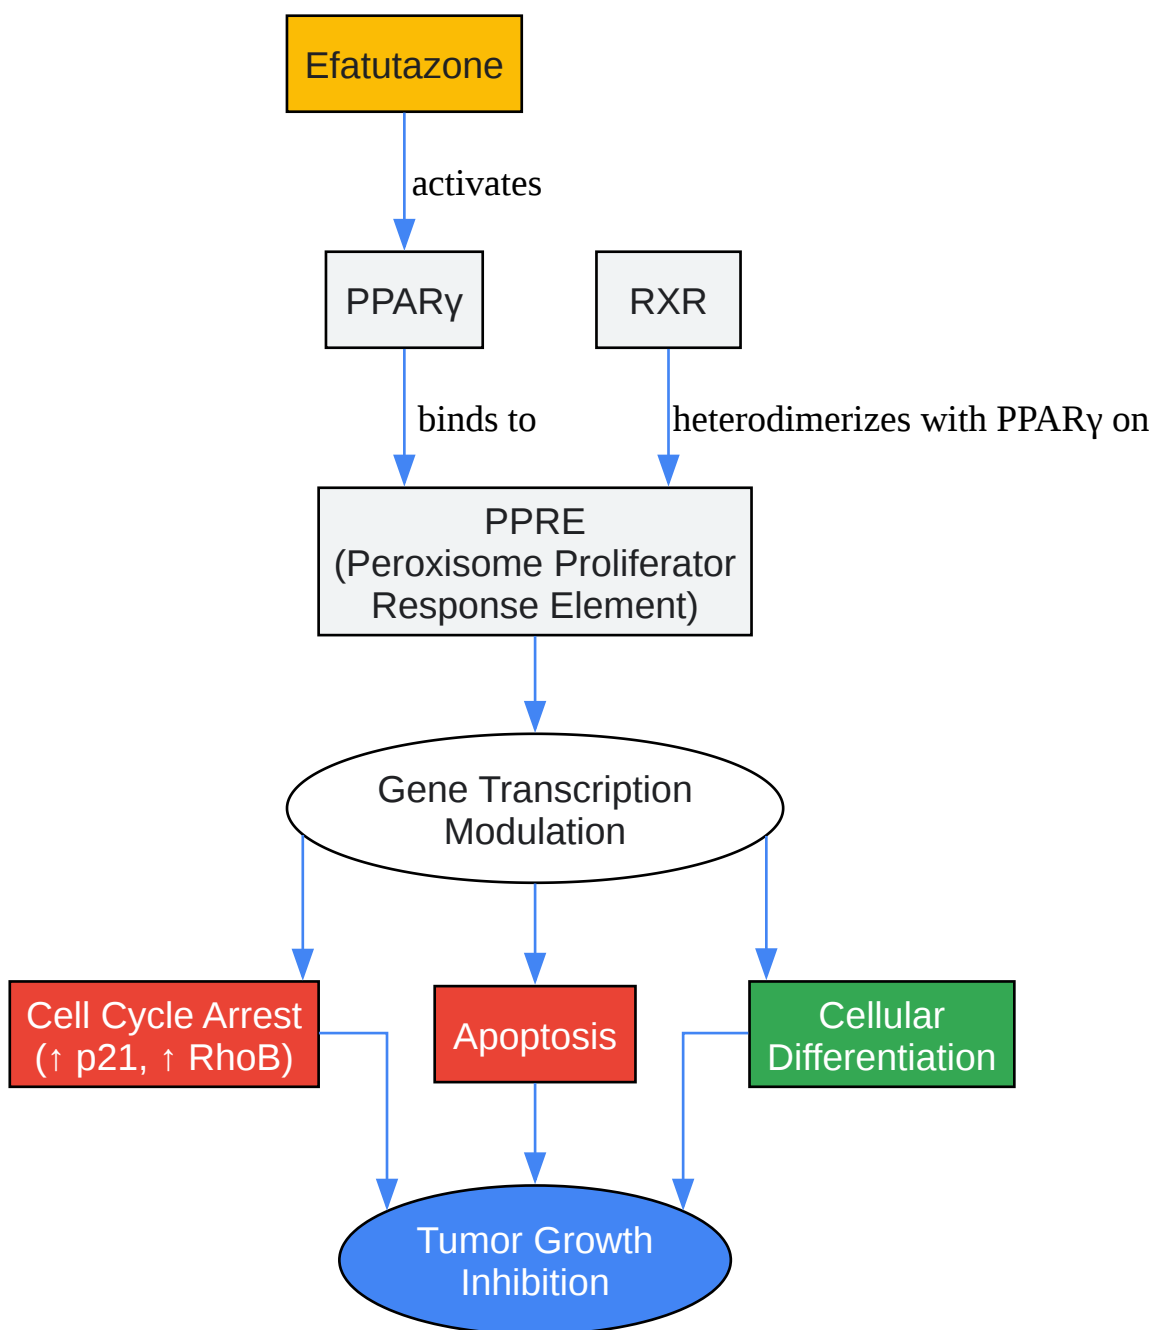 Efatutazone
activates
PPARγ
RXR
binds to
heterodimerizes with PPARγ on
PPRE
(Peroxisome Proliferator
Response Element)
Gene Transcription
Modulation
Cell Cycle Arrest
(↑ p21, ↑ RhoB)
Apoptosis
Cellular
Differentiation
Tumor Growth
Inhibition